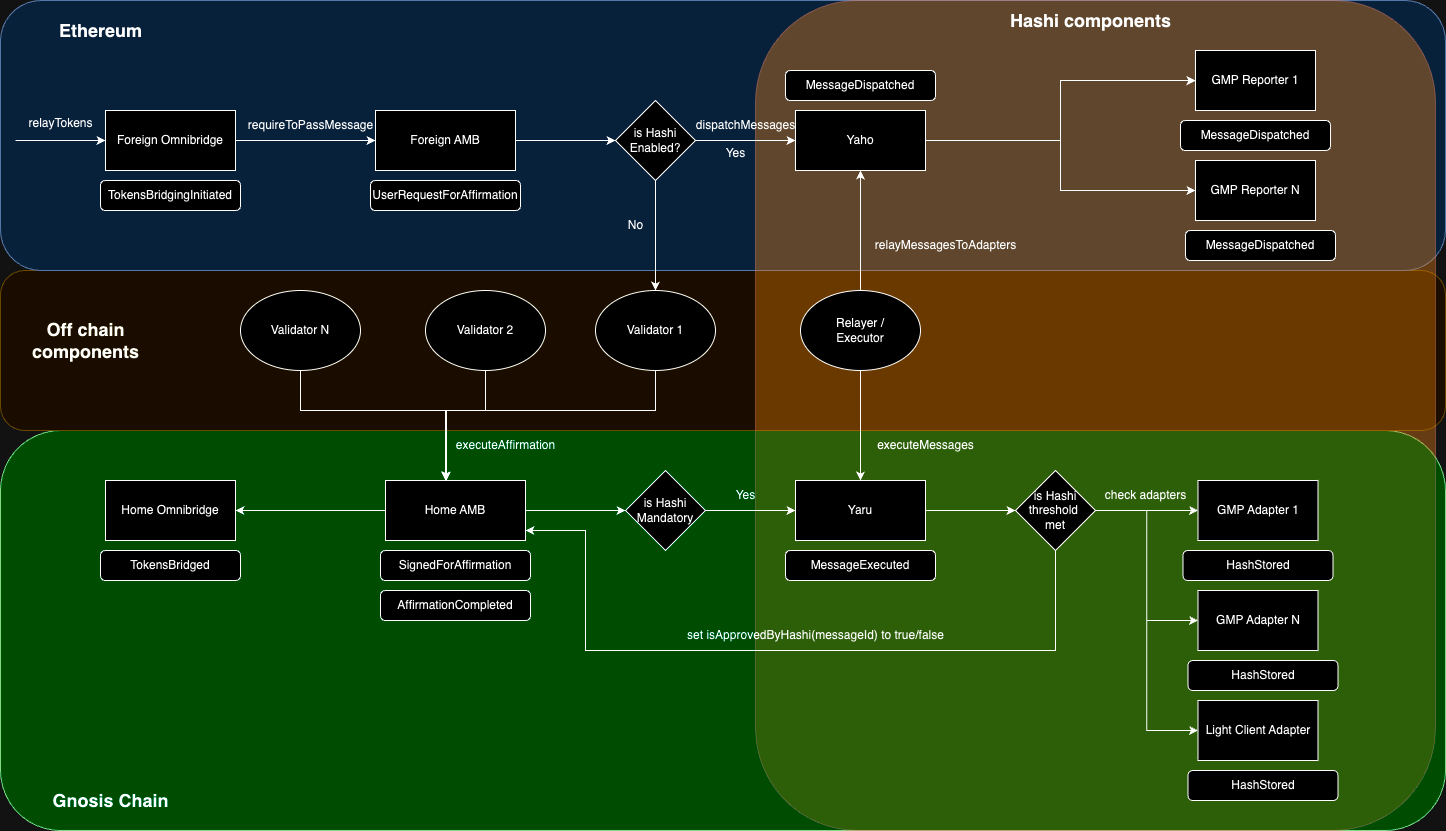 Ethereum
Hashi components
relayTokens
Foreign Omnibridge
TokensBridgingInitiated
requireToPassMessage
Foreign AMB
UserRequestForAffirmation
is Hashi
Enabled?
dispatchMessages
Yes
No
MessageDispatched
Yaho
GMP Reporter 1
MessageDispatched
GMP Reporter N
MessageDispatched
relayMessagesToAdapters
Off chain
components
Validator N
Validator 2
Validator 1
Relayer /
Executor
executeAffirmation
executeMessages
Home Omnibridge
TokensBridged
Home AMB
SignedForAffirmation
AffirmationCompleted
is Hashi
Mandatory
Yes
Yaru
MessageExecuted
is Hashi
threshold
met
check adapters
GMP Adapter 1
HashStored
GMP Adapter N
HashStored
set isApprovedByHashi(messageId) to true/false
Light Client Adapter
HashStored
Gnosis Chain